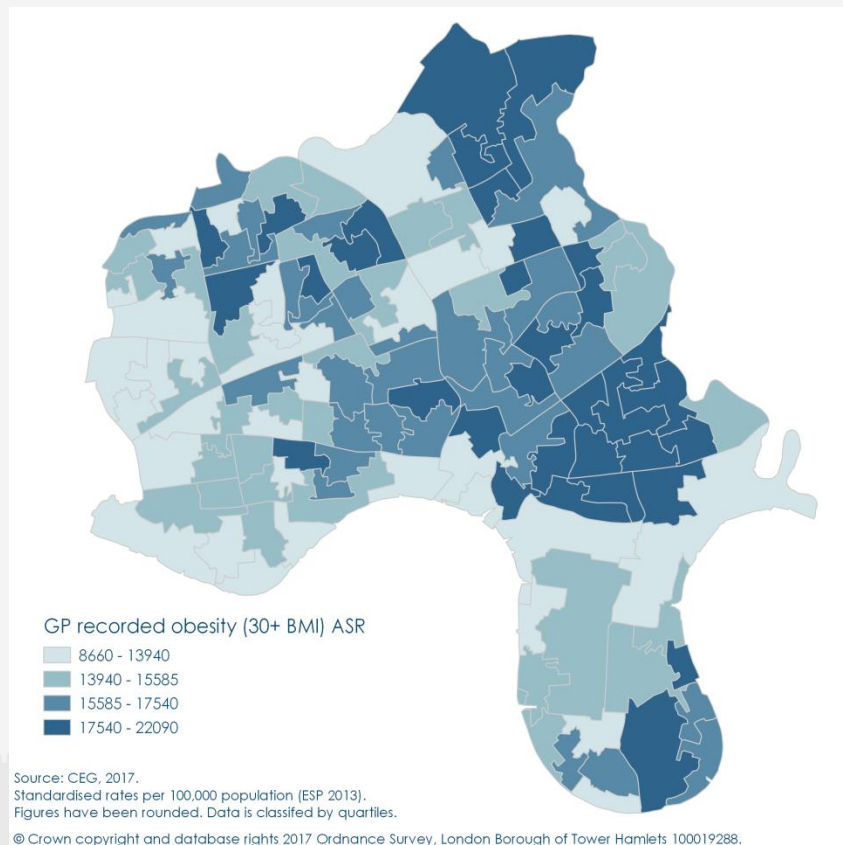 GP recorded obesity (30+ BMI) ASR
8660 - 13940
13940 - 15585
15585 - 17540
17540 - 22090
Source: CEG, 2017.
Standardised rates per 100,000 population (ESP 2013).
Figures have been rounded. Data is classifed by quartiles.
© Crown copyright and database rights 2017 Ordnance Survey, London Borough of Tower Hamlets 100019288.